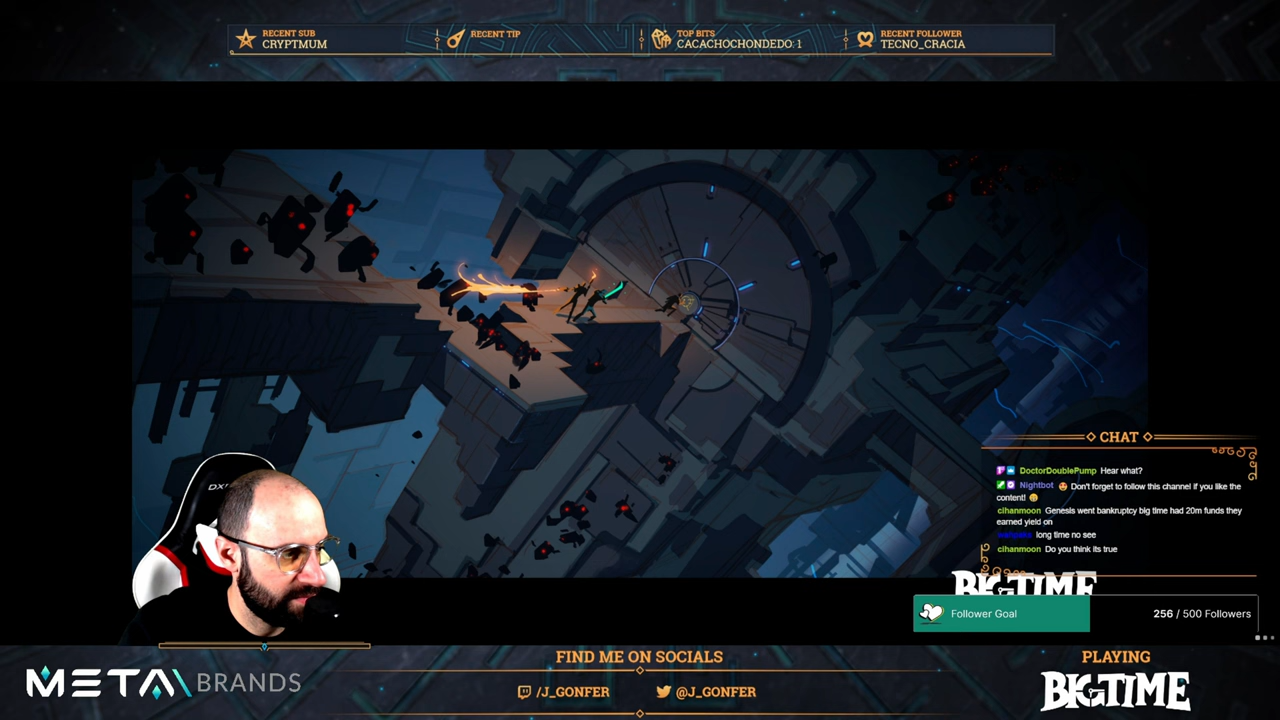 RECENT SUB
CRYPTMUM
RECENT TIP
TOP BITS
CACACHOCHONDEDO: 1
RECENT FOLLOWER
TECNO_CRACIA
CHAT
DoctorDoublePump Hear what?
Nightbot Don't forget to follow this channel if you like the
content!
cihanmoon Genesis went bankruptcy big time had 20m funds they
earned yield on
long time no see
cihanmoon Do you think its true
BIGTIME
Follower Goal
256 / 500 Followers
META BRANDS
FIND ME ON SOCIALS
/J_GONFER
@J_GONFER
PLAYING
BIGTIME